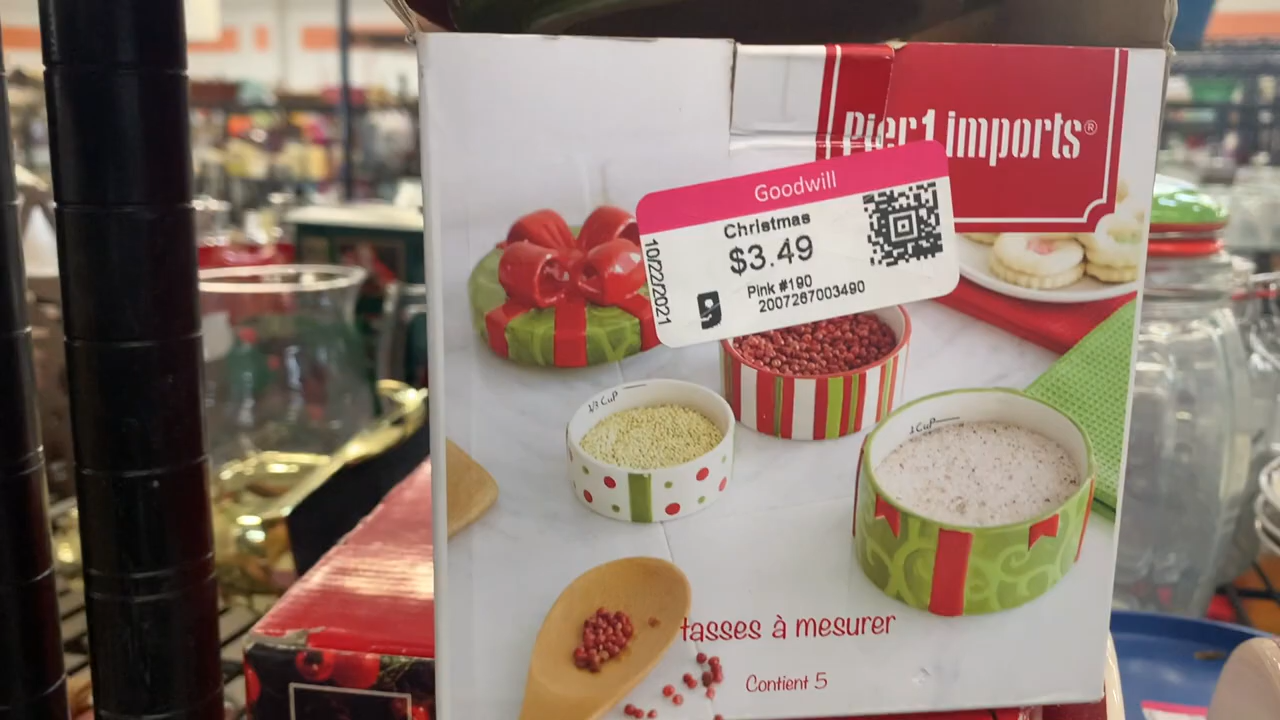 Pier1 imports®
Goodwill
Christmas
$3.49
Pink #190
2007267003490
10/22/2021
1/3 CUP
1 CUP
tasses à mesurer
Contient 5